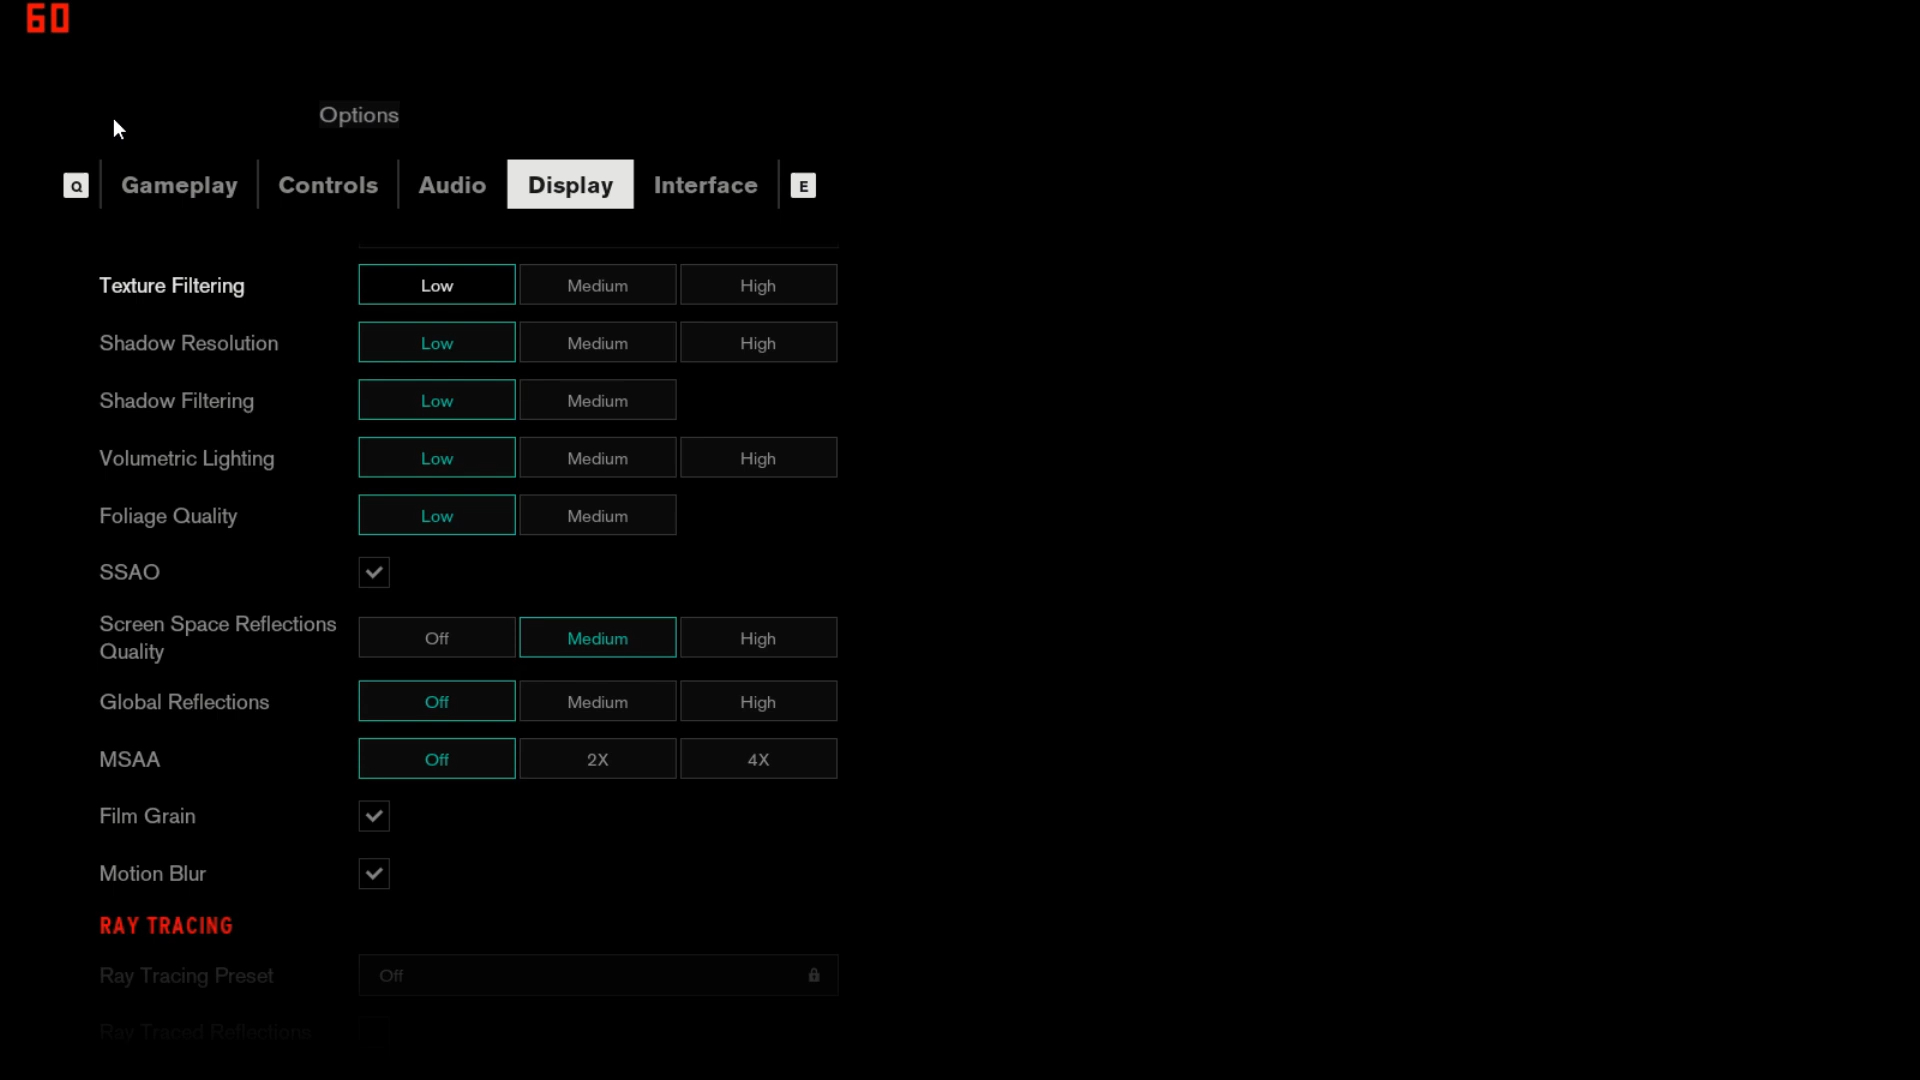 60
Options
Q Gameplay Controls Audio Display Interface E
Texture Filtering Low Medium High
Shadow Resolution Low Medium High
Shadow Filtering Low Medium
Volumetric Lighting Low Medium High
Foliage Quality Low Medium
SSAO
Screen Space Reflections
Quality Off Medium High
Global Reflections Off Medium High
MSAA Off 2X 4X
Film Grain
Motion Blur
RAY TRACING
Ray Tracing Preset Off
Ray Traced Reflections